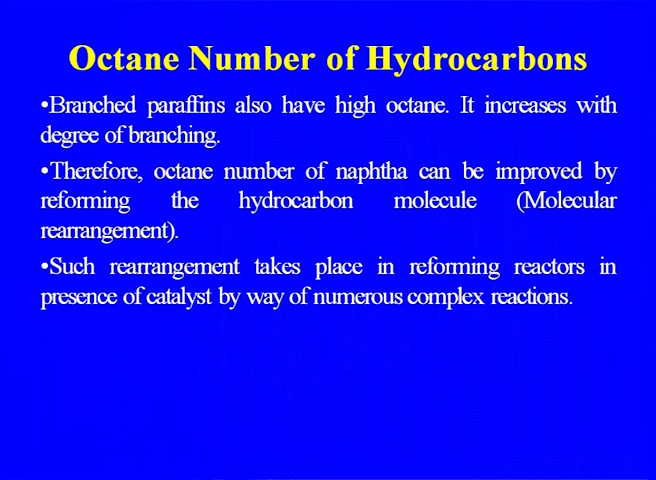 Octane Number of Hydrocarbons
•Branched paraffins also have high octane. It increases with
degree of branching.
•Therefore, octane number of naphtha can be improved by
reforming the hydrocarbon molecule (Molecular
rearrangement).
•Such rearrangement takes place in reforming reactors in
presence of catalyst by way of numerous complex reactions.